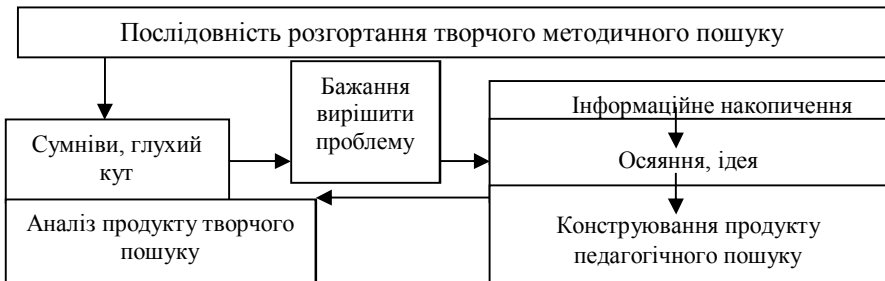 Послідовність розгортання творчого методичного пошуку
Бажання
вирішити
проблему
Інформаційне накопичення
Сумніви, глухий
кут
Осяяння, ідея
Аналіз продукту творчого
пошуку
Конструювання продукту
педагогічного пошуку